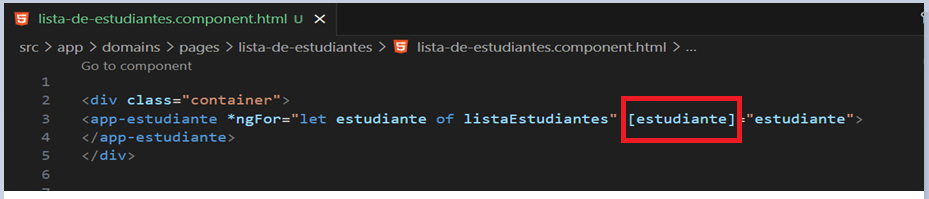 lista-de-estudiantes.component.html U ×
src > app > domains > pages > lista-de-estudiantes > lista-de-estudiantes.component.html > ...
Go to component
1
2 <div class="container">
3 <app-estudiante *ngFor="let estudiante of listaEstudiantes" [estudiante]="estudiante">
4 </app-estudiante>
5 </div>
6